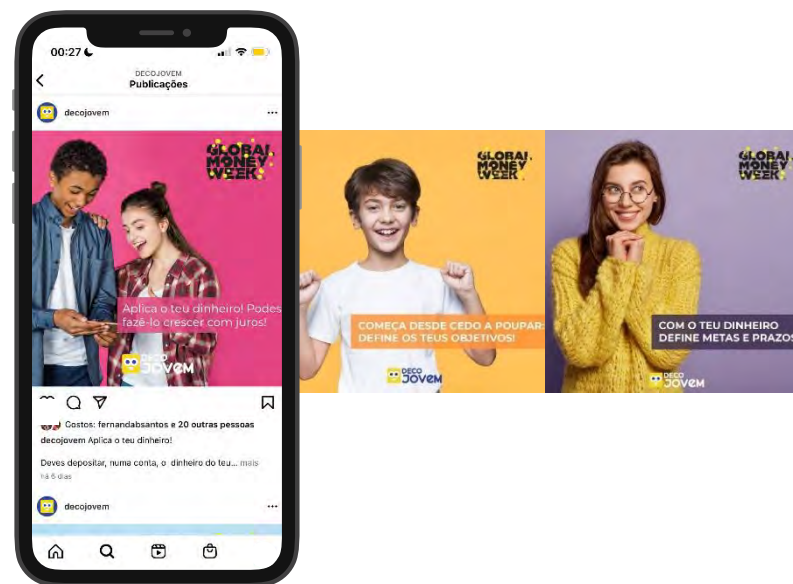 00:27
DECOJOVEM
Publicações
decojovem
GLOBAL
MONEY
WEEK
Aplica o teu dinheiro! Podes
fazê-lo crescer com juros!
DECO
JOVEM
Gostos: fernandabsantos e 20 outras pessoas
decojovem Aplica o teu dinheiro!
Deves depositar, numa conta, o dinheiro do teu... mais
há 6 dias
decojovem
GLOBAL
MONEY
WEEK
COMEÇA DESDE CEDO A POUPAR:
DEFINE OS TEUS OBJETIVOS!
DECO
JOVEM
GLOBAL
MONEY
WEEK
COM O TEU DINHEIRO
DEFINE METAS E PRAZOS
DECO
JOVEM